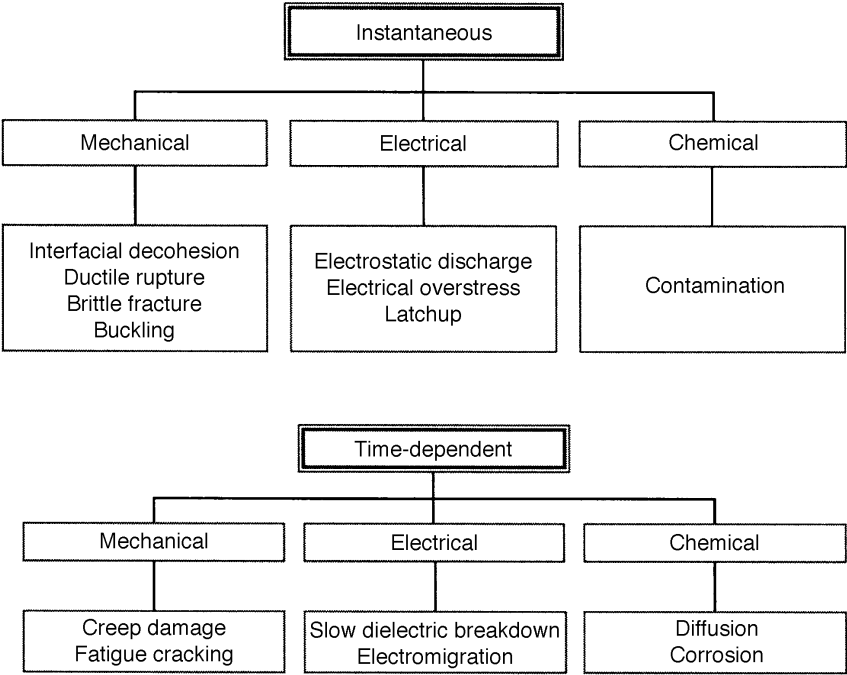 Instantaneous
Mechanical
Electrical
Chemical
Interfacial decohesion
Ductile rupture
Brittle fracture
Buckling
Electrostatic discharge
Electrical overstress
Latchup
Contamination
Time-dependent
Mechanical
Electrical
Chemical
Creep damage
Fatigue cracking
Slow dielectric breakdown
Electromigration
Diffusion
Corrosion